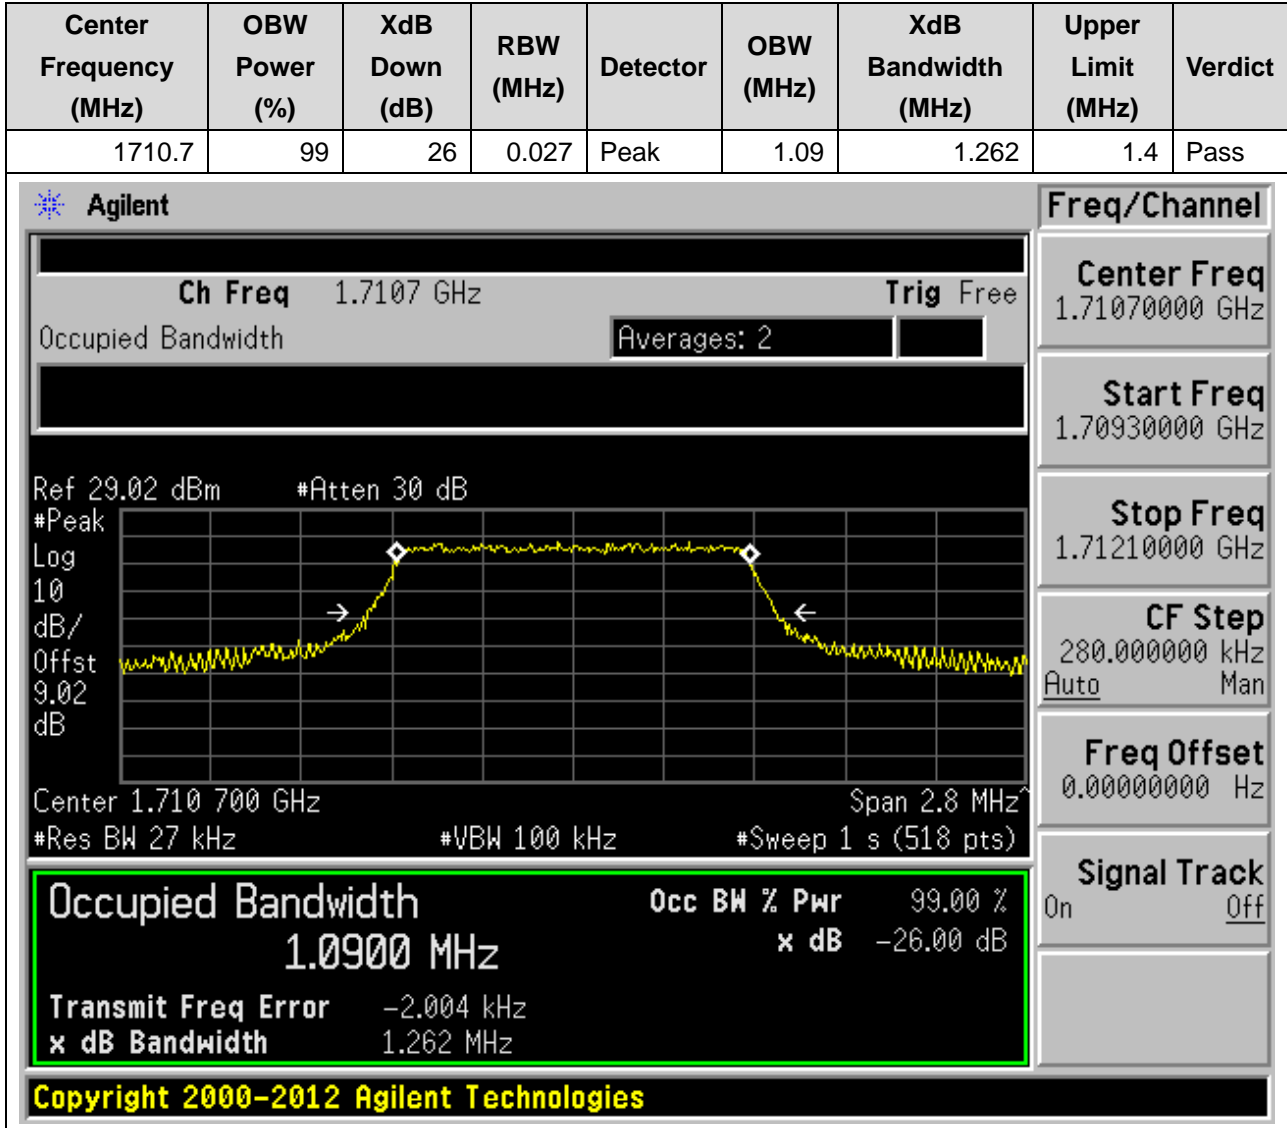 Center Frequency (MHz) OBW Power (%) XdB Down (dB) RBW (MHz) Detector OBW (MHz) XdB Bandwidth (MHz) Upper Limit (MHz) Verdict
1710.7 99 26 0.027 Peak 1.09 1.262 1.4 Pass
Agilent
Freq/Channel
Ch Freq 1.7107 GHz Trig Free
Occupied Bandwidth Averages: 2
Center Freq
1.71070000 GHz
Start Freq
1.70930000 GHz
Stop Freq
1.71210000 GHz
CF Step
280.000000 kHz
Auto Man
Freq Offset
0.00000000 Hz
Signal Track
On Off
Ref 29.02 dBm #Atten 30 dB
#Peak
Log
10
dB/
Offst
9.02
dB
Center 1.710 700 GHz Span 2.8 MHz^
#Res BW 27 kHz #VBW 100 kHz #Sweep 1 s (518 pts)
Occupied Bandwidth Occ BW % Pwr 99.00 %
1.0900 MHz x dB -26.00 dB
Transmit Freq Error -2.004 kHz
x dB Bandwidth 1.262 MHz
Copyright 2000-2012 Agilent Technologies